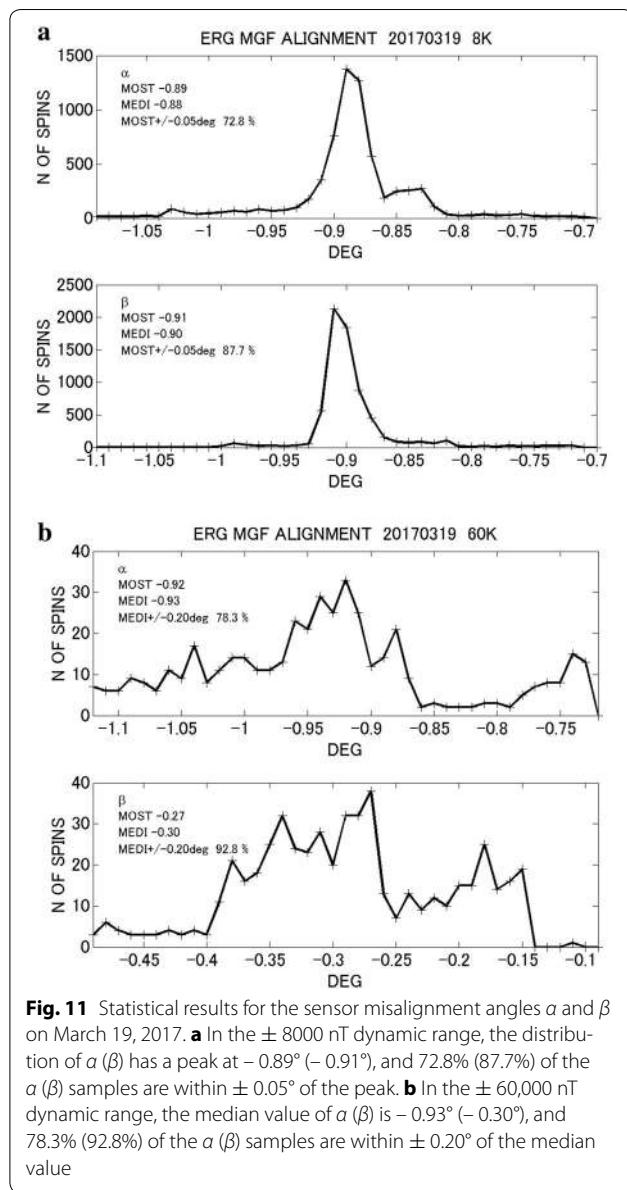 a
ERG MGF ALIGNMENT 20170319 8K
1500
1000
500
0
N OF SPINS
α
MOST -0.89
MEDI -0.88
MOST+/-0.05deg 72.8 %
-1.05 -1 -0.95 -0.9 -0.85 -0.8 -0.75 -0.7
DEG
2500
2000
1500
1000
500
0
N OF SPINS
β
MOST -0.91
MEDI -0.90
MOST+/-0.05deg 87.7 %
-1.1 -1.05 -1 -0.95 -0.9 -0.85 -0.8 -0.75 -0.7
DEG
b
ERG MGF ALIGNMENT 20170319 60K
40
30
20
10
0
N OF SPINS
α
MOST -0.92
MEDI -0.93
MEDI+/-0.20deg 78.3 %
-1.1 -1.05 -1 -0.95 -0.9 -0.85 -0.8 -0.75
DEG
40
30
20
10
0
N OF SPINS
β
MOST -0.27
MEDI -0.30
MEDI+/-0.20deg 92.8 %
-0.45 -0.4 -0.35 -0.3 -0.25 -0.2 -0.15 -0.1
DEG
Fig. 11 Statistical results for the sensor misalignment angles α and β
on March 19, 2017. a In the ± 8000 nT dynamic range, the distribu-
tion of α (β) has a peak at – 0.89° (– 0.91°), and 72.8% (87.7%) of the
α (β) samples are within ± 0.05° of the peak. b In the ± 60,000 nT
dynamic range, the median value of α (β) is – 0.93° (– 0.30°), and
78.3% (92.8%) of the α (β) samples are within ± 0.20° of the median
value